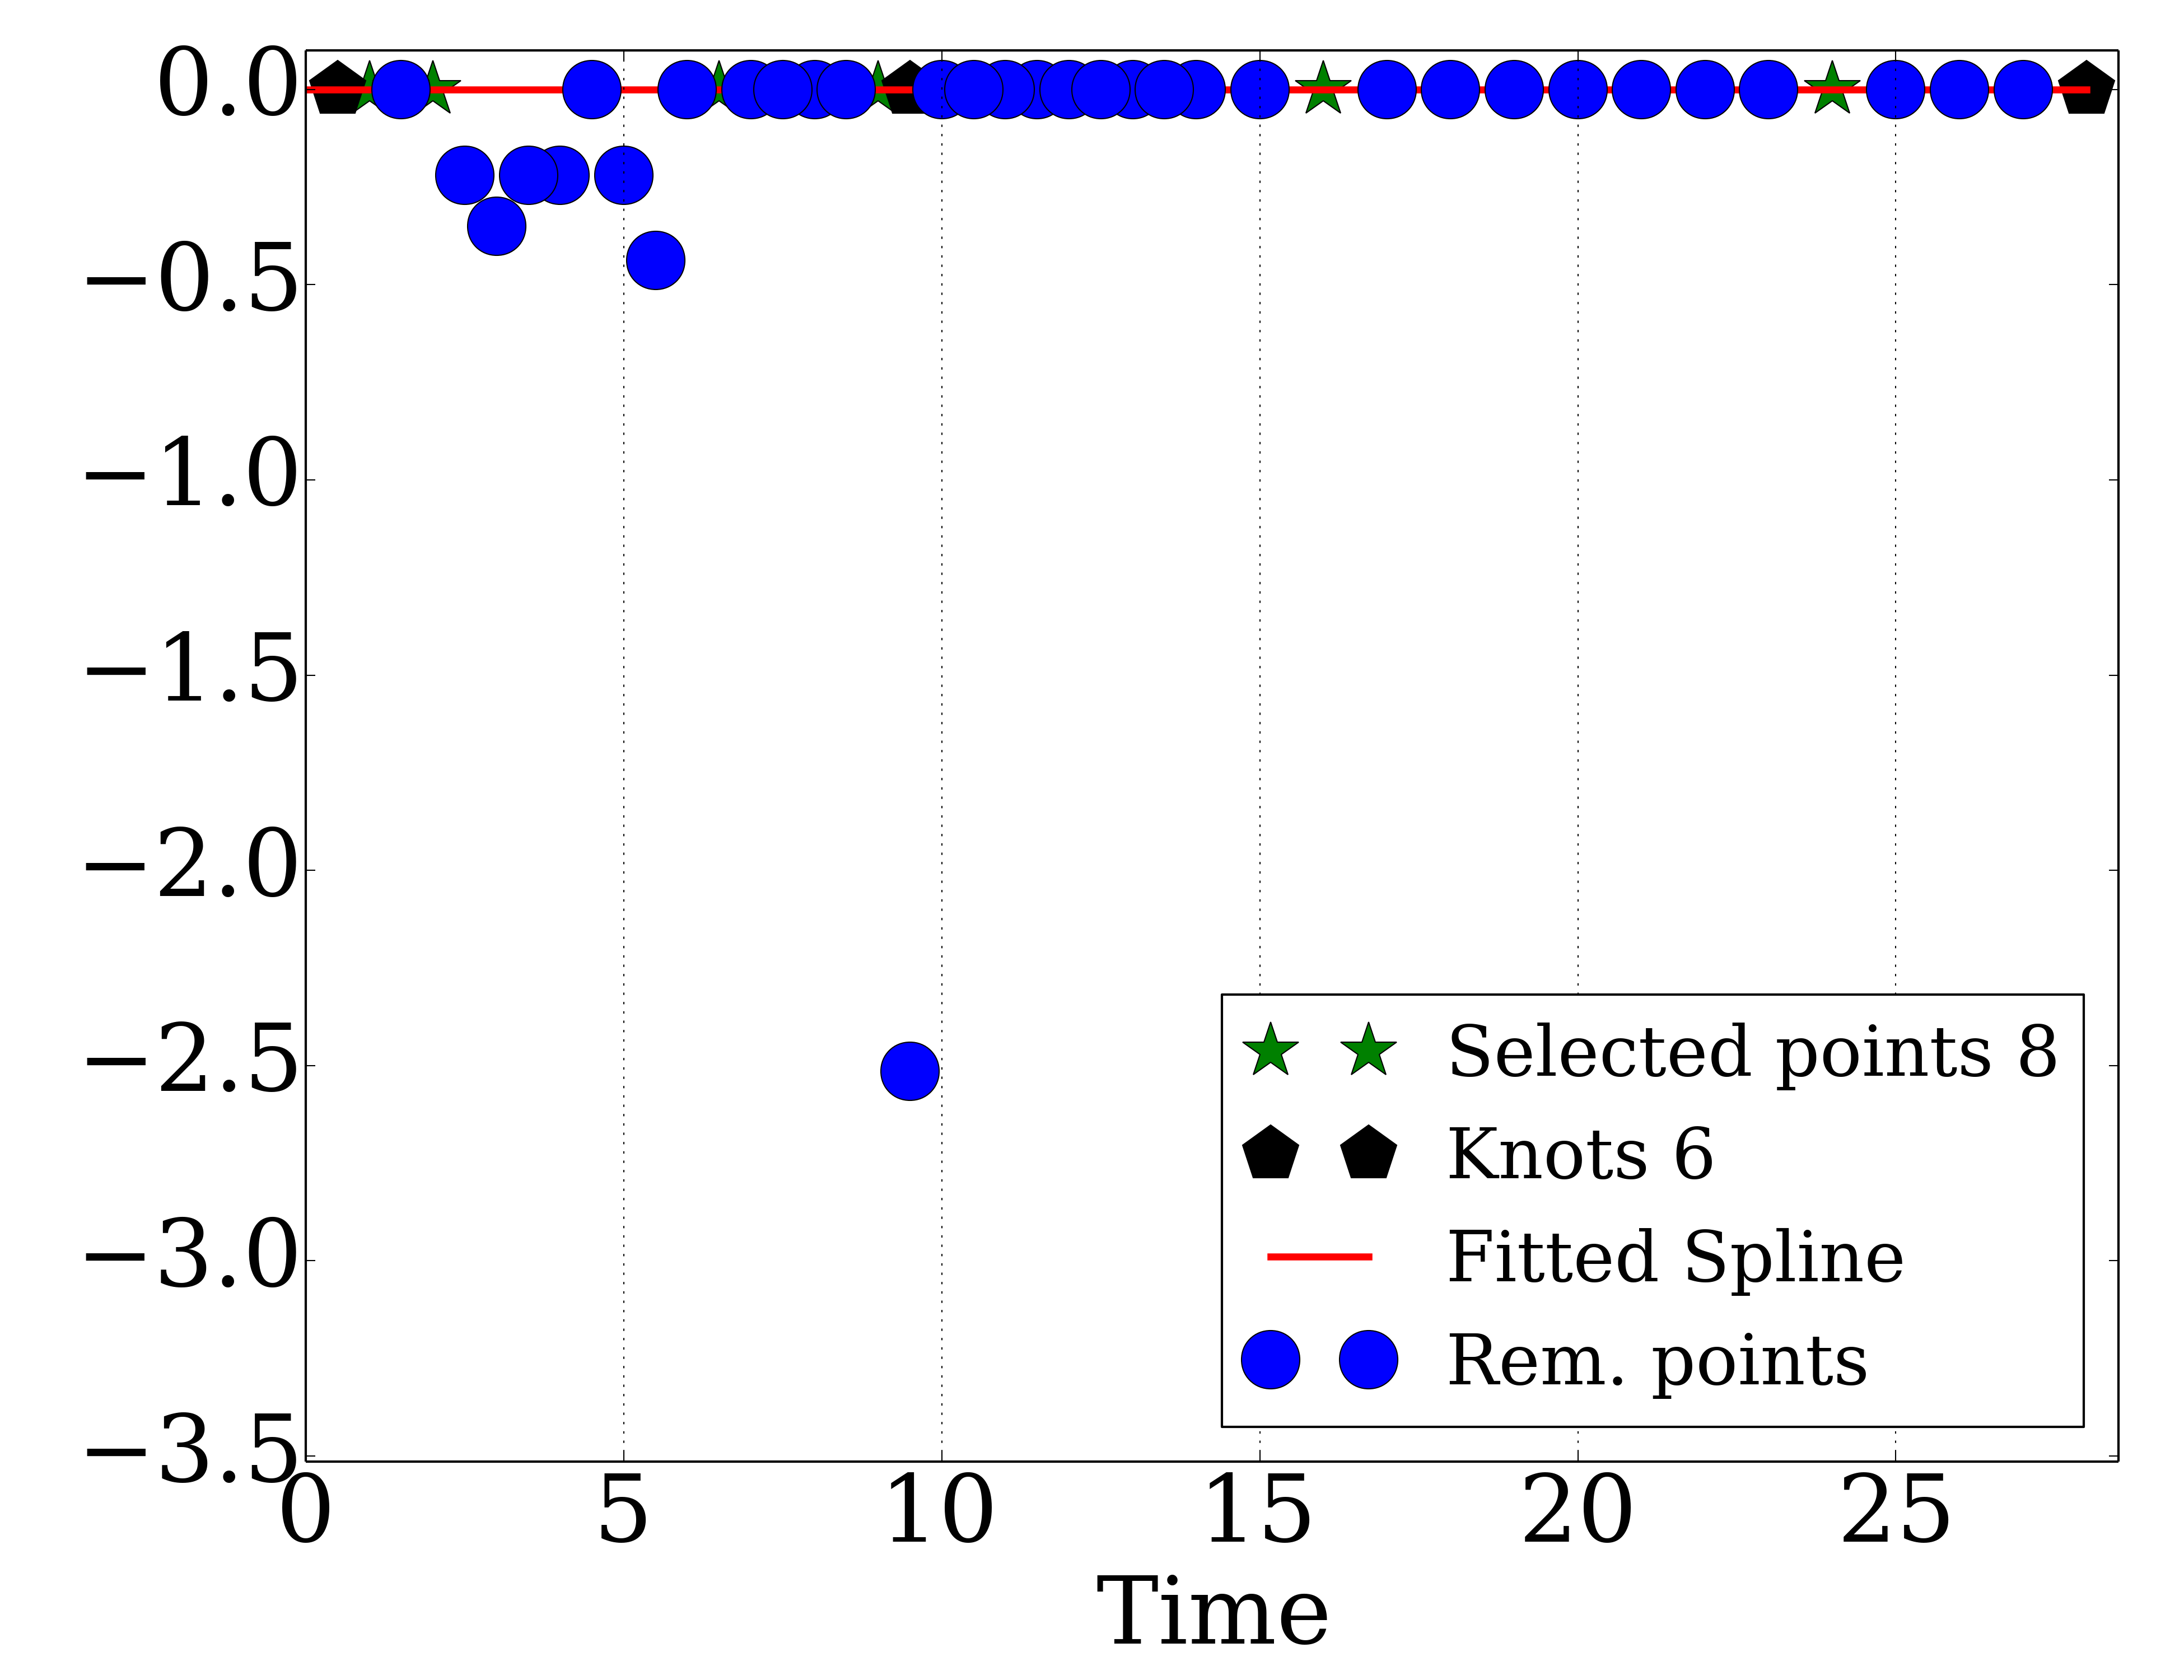 0.0
−0.5
−1.0
−1.5
−2.0
−2.5
−3.0
−3.5
0 5 10 15 20 25
Time
Selected points 8
Knots 6
Fitted Spline
Rem. points